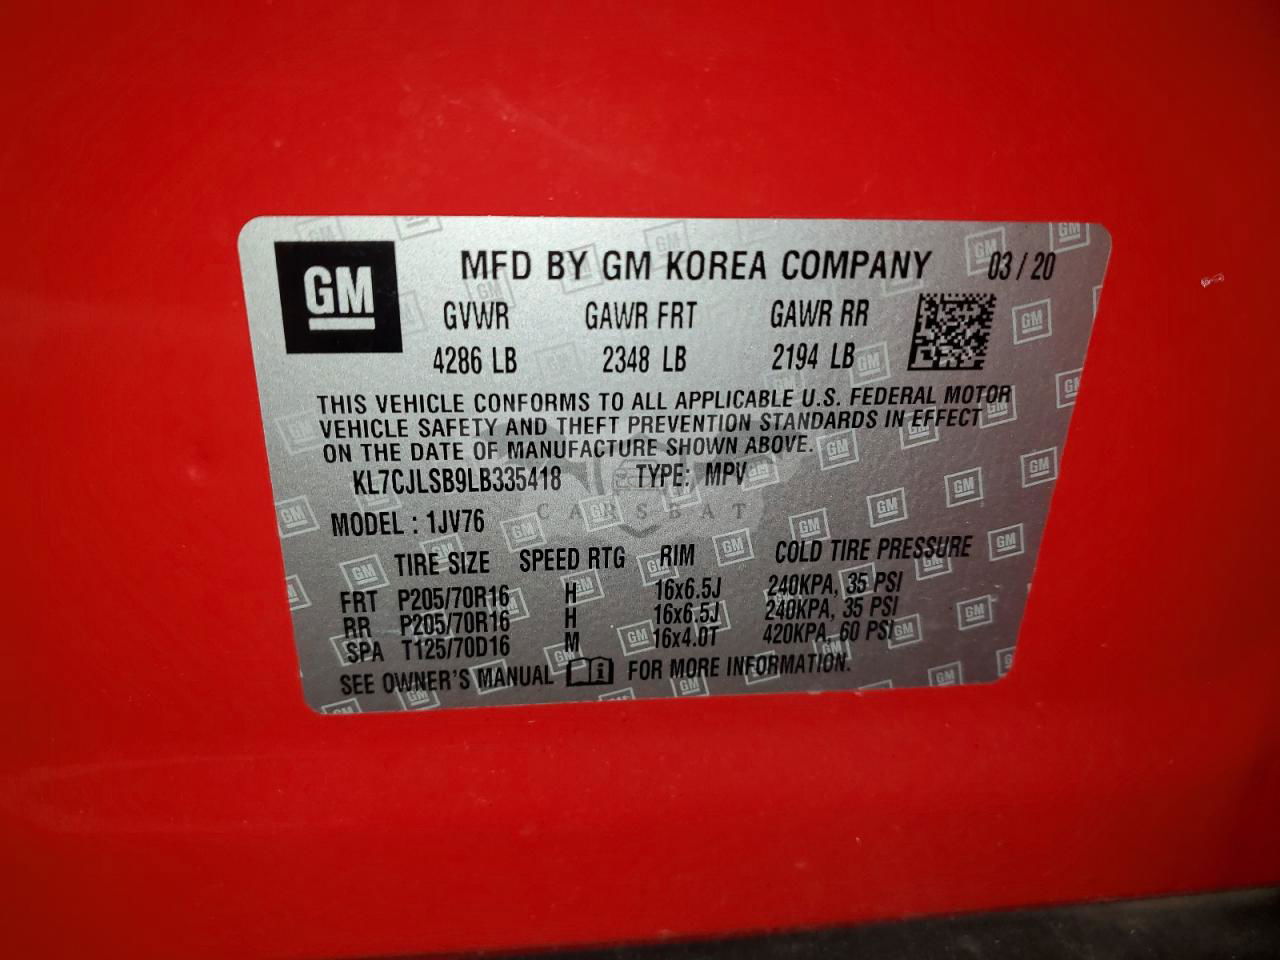 GM
MFD BY GM KOREA COMPANY 03/20
GVWR GAWR FRT GAWR RR
4286 LB 2348 LB 2194 LB
THIS VEHICLE CONFORMS TO ALL APPLICABLE U.S. FEDERAL MOTOR
VEHICLE SAFETY AND THEFT PREVENTION STANDARDS IN EFFECT
ON THE DATE OF MANUFACTURE SHOWN ABOVE.
KL7CJLSB9LB335418 TYPE: MPV
CARSBAT
MODEL : 1JV76
TIRE SIZE SPEED RTG RIM COLD TIRE PRESSURE
FRT P205/70R16 H 16x6.5J 240KPA, 35 PSI
RR P205/70R16 H 16x6.5J 240KPA, 35 PSI
SPA T125/70D16 M 16x4.0T 420KPA, 60 PSI
SEE OWNER'S MANUAL FOR MORE INFORMATION.